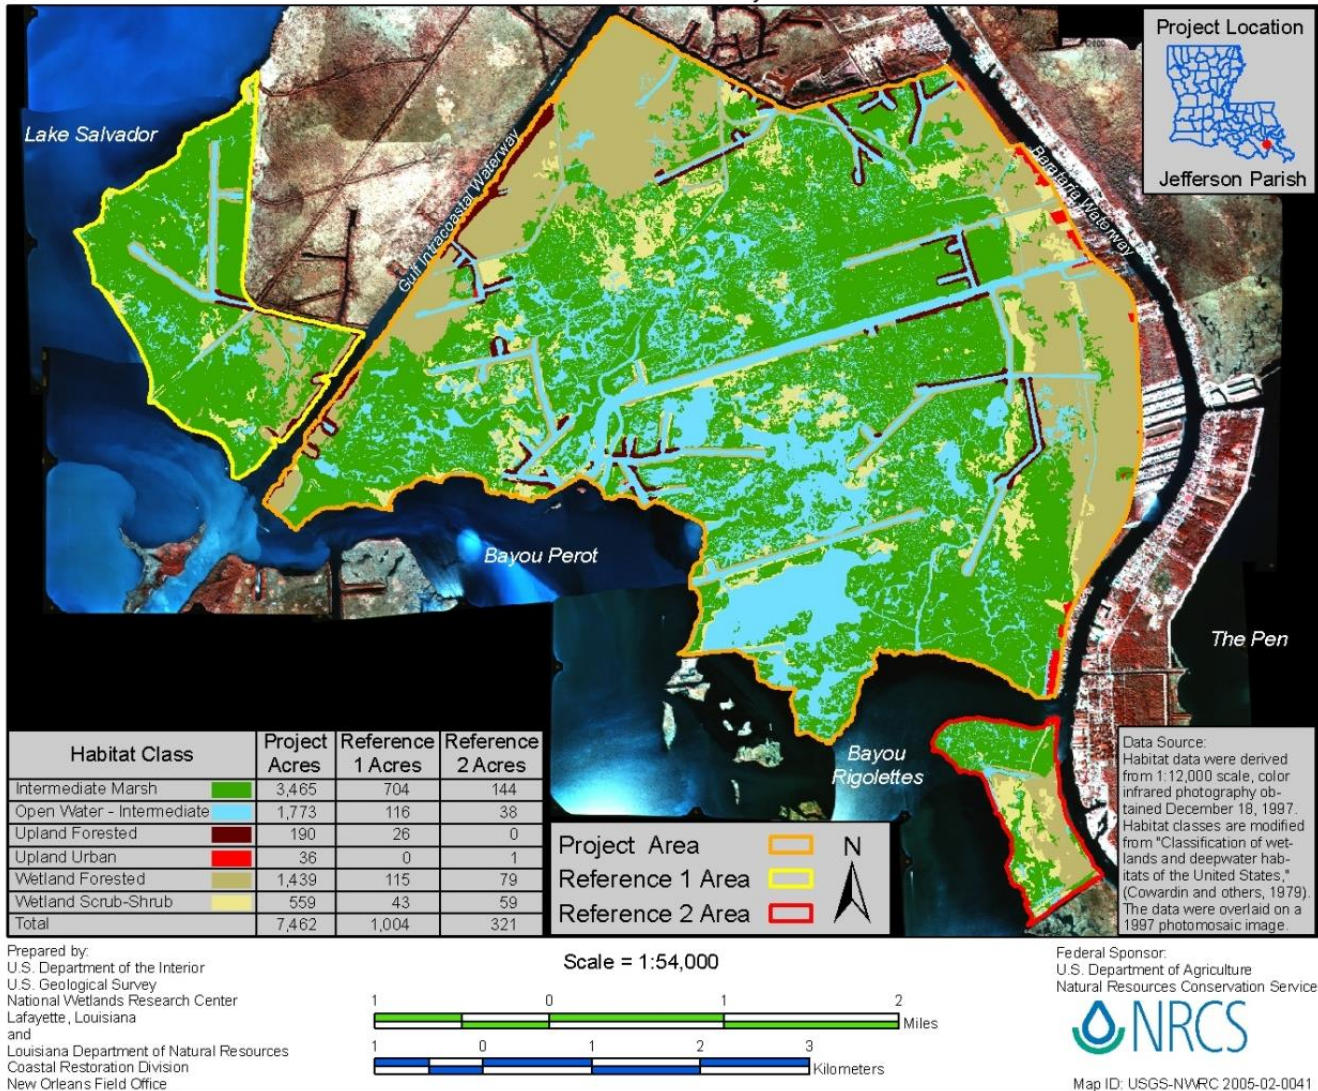 Project Location
Jefferson Parish
Lake Salvador
Gulf Intracoastal Waterway
Barataria Waterway
Bayou Perot
The Pen
Bayou
Rigolettes
Habitat Class Project Acres Reference 1 Acres Reference 2 Acres
Intermediate Marsh 3,465 704 144
Open Water - Intermediate 1,773 116 38
Upland Forested 190 26 0
Upland Urban 36 0 1
Wetland Forested 1,439 115 79
Wetland Scrub-Shrub 559 43 59
Total 7,462 1,004 321
Project Area
Reference 1 Area
Reference 2 Area
N
Data Source:
Habitat data were derived
from 1:12,000 scale, color
infrared photography ob-
tained December 18, 1997.
Habitat classes are modified
from "Classification of wet-
lands and deepwater hab-
itats of the United States,"
(Cowardin and others, 1979).
The data were overlaid on a
1997 photomosaic image.
Prepared by:
U.S. Department of the Interior
U.S. Geological Survey
National Wetlands Research Center
Lafayette, Louisiana
and
Louisiana Department of Natural Resources
Coastal Restoration Division
New Orleans Field Office
Scale = 1:54,000
1 0 1 2
Miles
1 0 1 2 3
Kilometers
Federal Sponsor:
U.S. Department of Agriculture
Natural Resources Conservation Service
NRCS
Map ID: USGS-NWRC 2005-02-0041